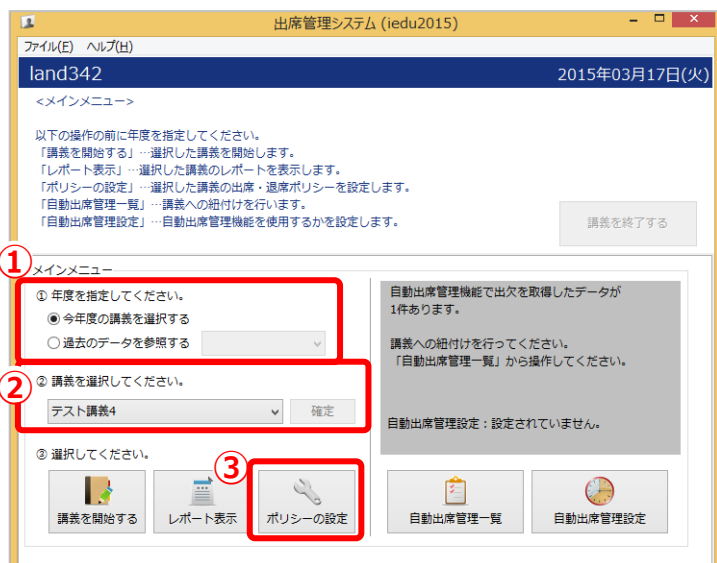 出席管理システム (iedu2015)
ファイル(F) ヘルプ(H)
land342 2015年03月17日(火)
<メインメニュー>
以下の操作の前に年度を指定してください。
「講義を開始する」…選択した講義を開始します。
「レポート表示」…選択した講義のレポートを表示します。
「ポリシーの設定」…選択した講義の出席・退席ポリシーを設定します。
「自動出席管理一覧」…講義への紐付けを行います。
「自動出席管理設定」…自動出席管理機能を使用するかを設定します。
講義を終了する
①
メインメニュー
① 年度を指定してください。
今年度の講義を選択する
過去のデータを参照する
②
② 講義を選択してください。
テスト講義4 確定
③ 選択してください。
③
講義を開始する レポート表示 ポリシーの設定
自動出席管理機能で出欠を取得したデータが
1件あります。
講義への紐付けを行ってください。
「自動出席管理一覧」から操作してください。
自動出席管理設定：設定されていません。
自動出席管理一覧 自動出席管理設定